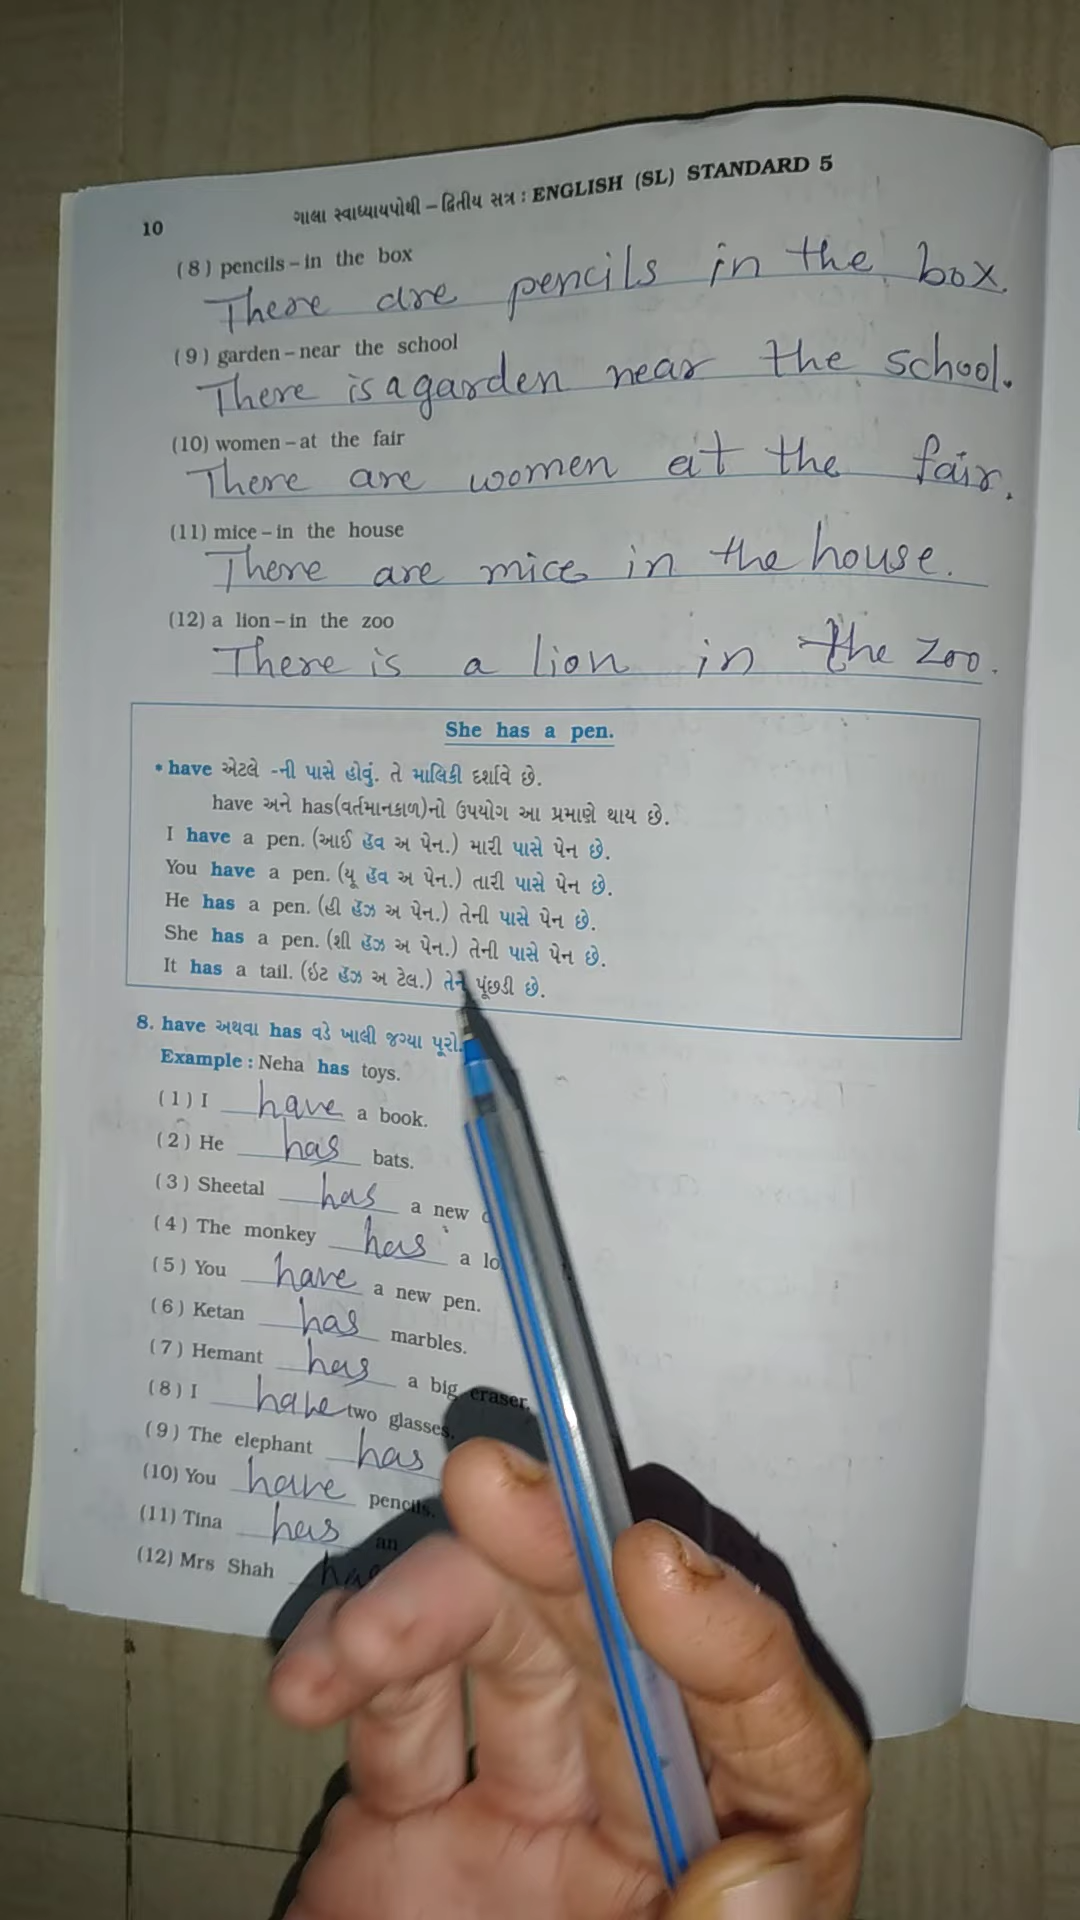 10
ગાલા સ્વાધ્યાયપોથી – દ્વિતીય સત્ર : ENGLISH (SL) STANDARD 5
(8) pencils – in the box
There are pencils in the box.
(9) garden – near the school
There is a garden near the school.
(10) women – at the fair
There are women at the fair.
(11) mice – in the house
There are mice in the house.
(12) a lion – in the zoo
There is a lion in the zoo.
She has a pen.
• have એટલે -ની પાસે હોવું. તે માલિકી દર્શાવે છે.
have અને has(વર્તમાનકાળ)નો ઉપયોગ આ પ્રમાણે થાય છે.
I have a pen. (આઈ હૅવ અ પેન.) મારી પાસે પેન છે.
You have a pen. (યૂ હૅવ અ પેન.) તારી પાસે પેન છે.
He has a pen. (હી હૅઝ અ પેન.) તેની પાસે પેન છે.
She has a pen. (શી હૅઝ અ પેન.) તેની પાસે પેન છે.
It has a tail. (ઇટ હૅઝ અ ટેલ.) તેને પૂંછડી છે.
8. have અથવા has વડે ખાલી જગ્યા પૂરો.
Example : Neha has toys.
(1) I have a book.
(2) He has bats.
(3) Sheetal has a new
(4) The monkey has a
(5) You have a new pen.
(6) Ketan has marbles.
(7) Hemant has a big eraser.
(8) I have two glasses.
(9) The elephant has
(10) You have pencils.
(11) Tina has an
(12) Mrs Shah